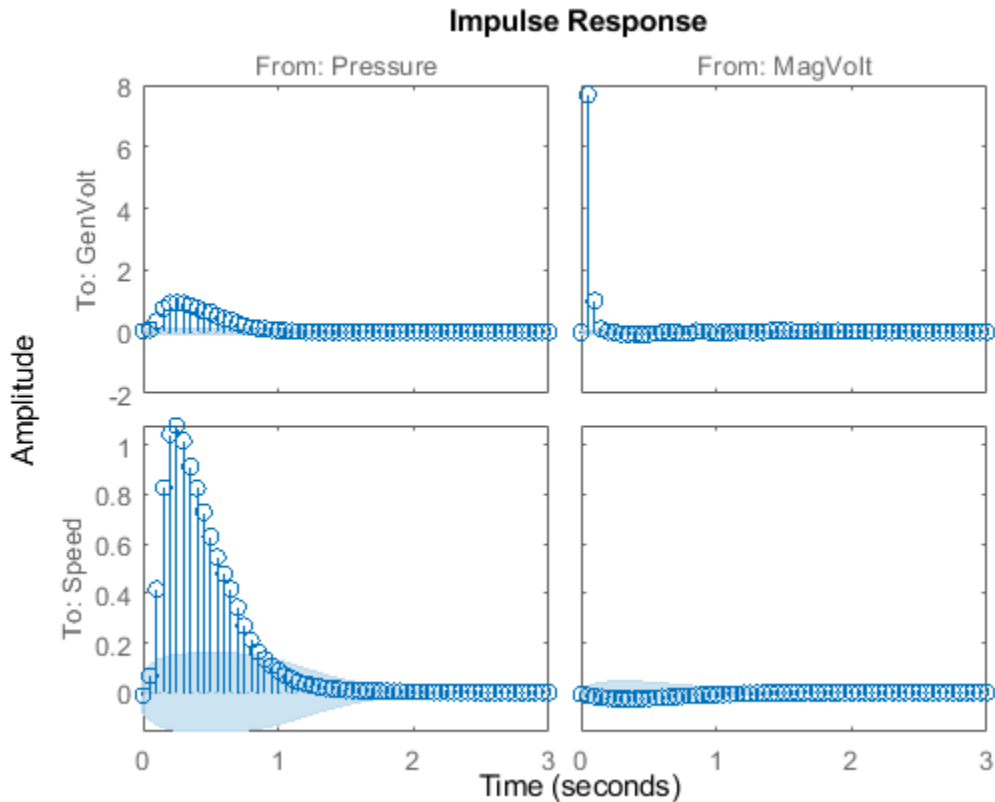 Impulse Response
From: Pressure
From: MagVolt
To: GenVolt
8
6
4
2
0
-2
Amplitude
To: Speed
1
0.8
0.6
0.4
0.2
0
0 1 2 3
0 1 2 3
Time (seconds)